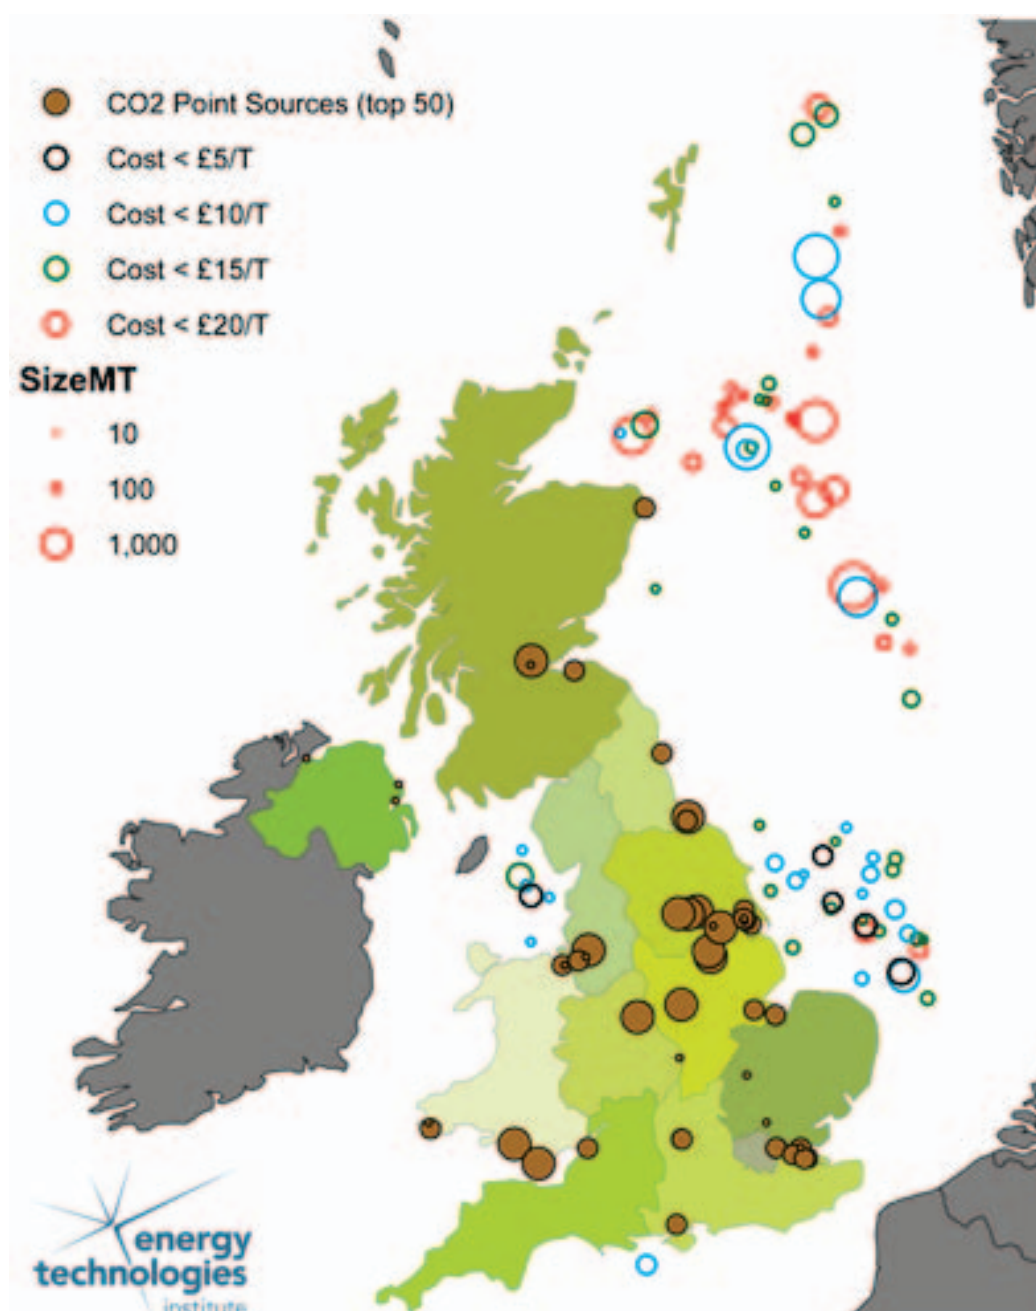 CO2 Point Sources (top 50)
Cost < £5/T
Cost < £10/T
Cost < £15/T
Cost < £20/T
SizeMT
10
100
1,000
energy
technologies
institute